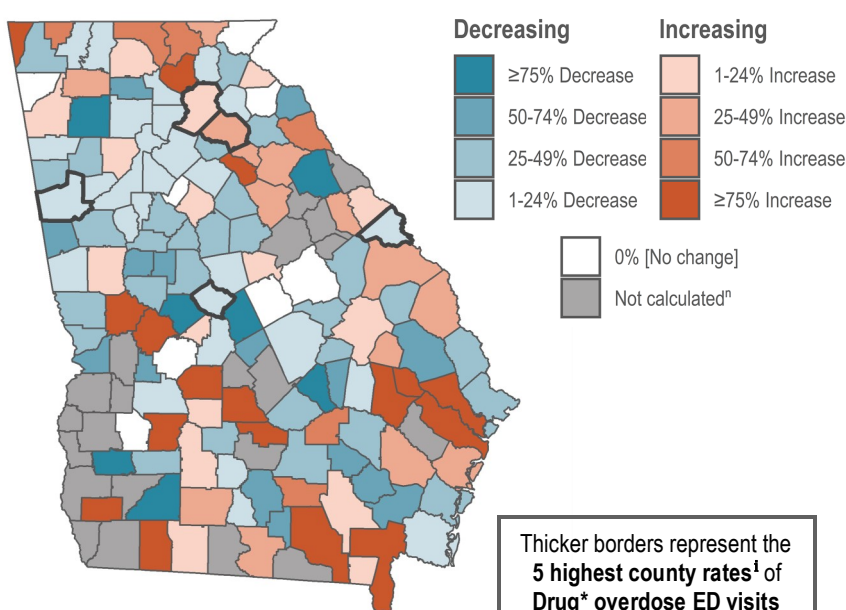 Decreasing
≥75% Decrease
50-74% Decrease
25-49% Decrease
1-24% Decrease
Increasing
1-24% Increase
25-49% Increase
50-74% Increase
≥75% Increase
0% [No change]
Not calculatedⁿ
Thicker borders represent the
5 highest county ratesⁱ of
Drug* overdose ED visits